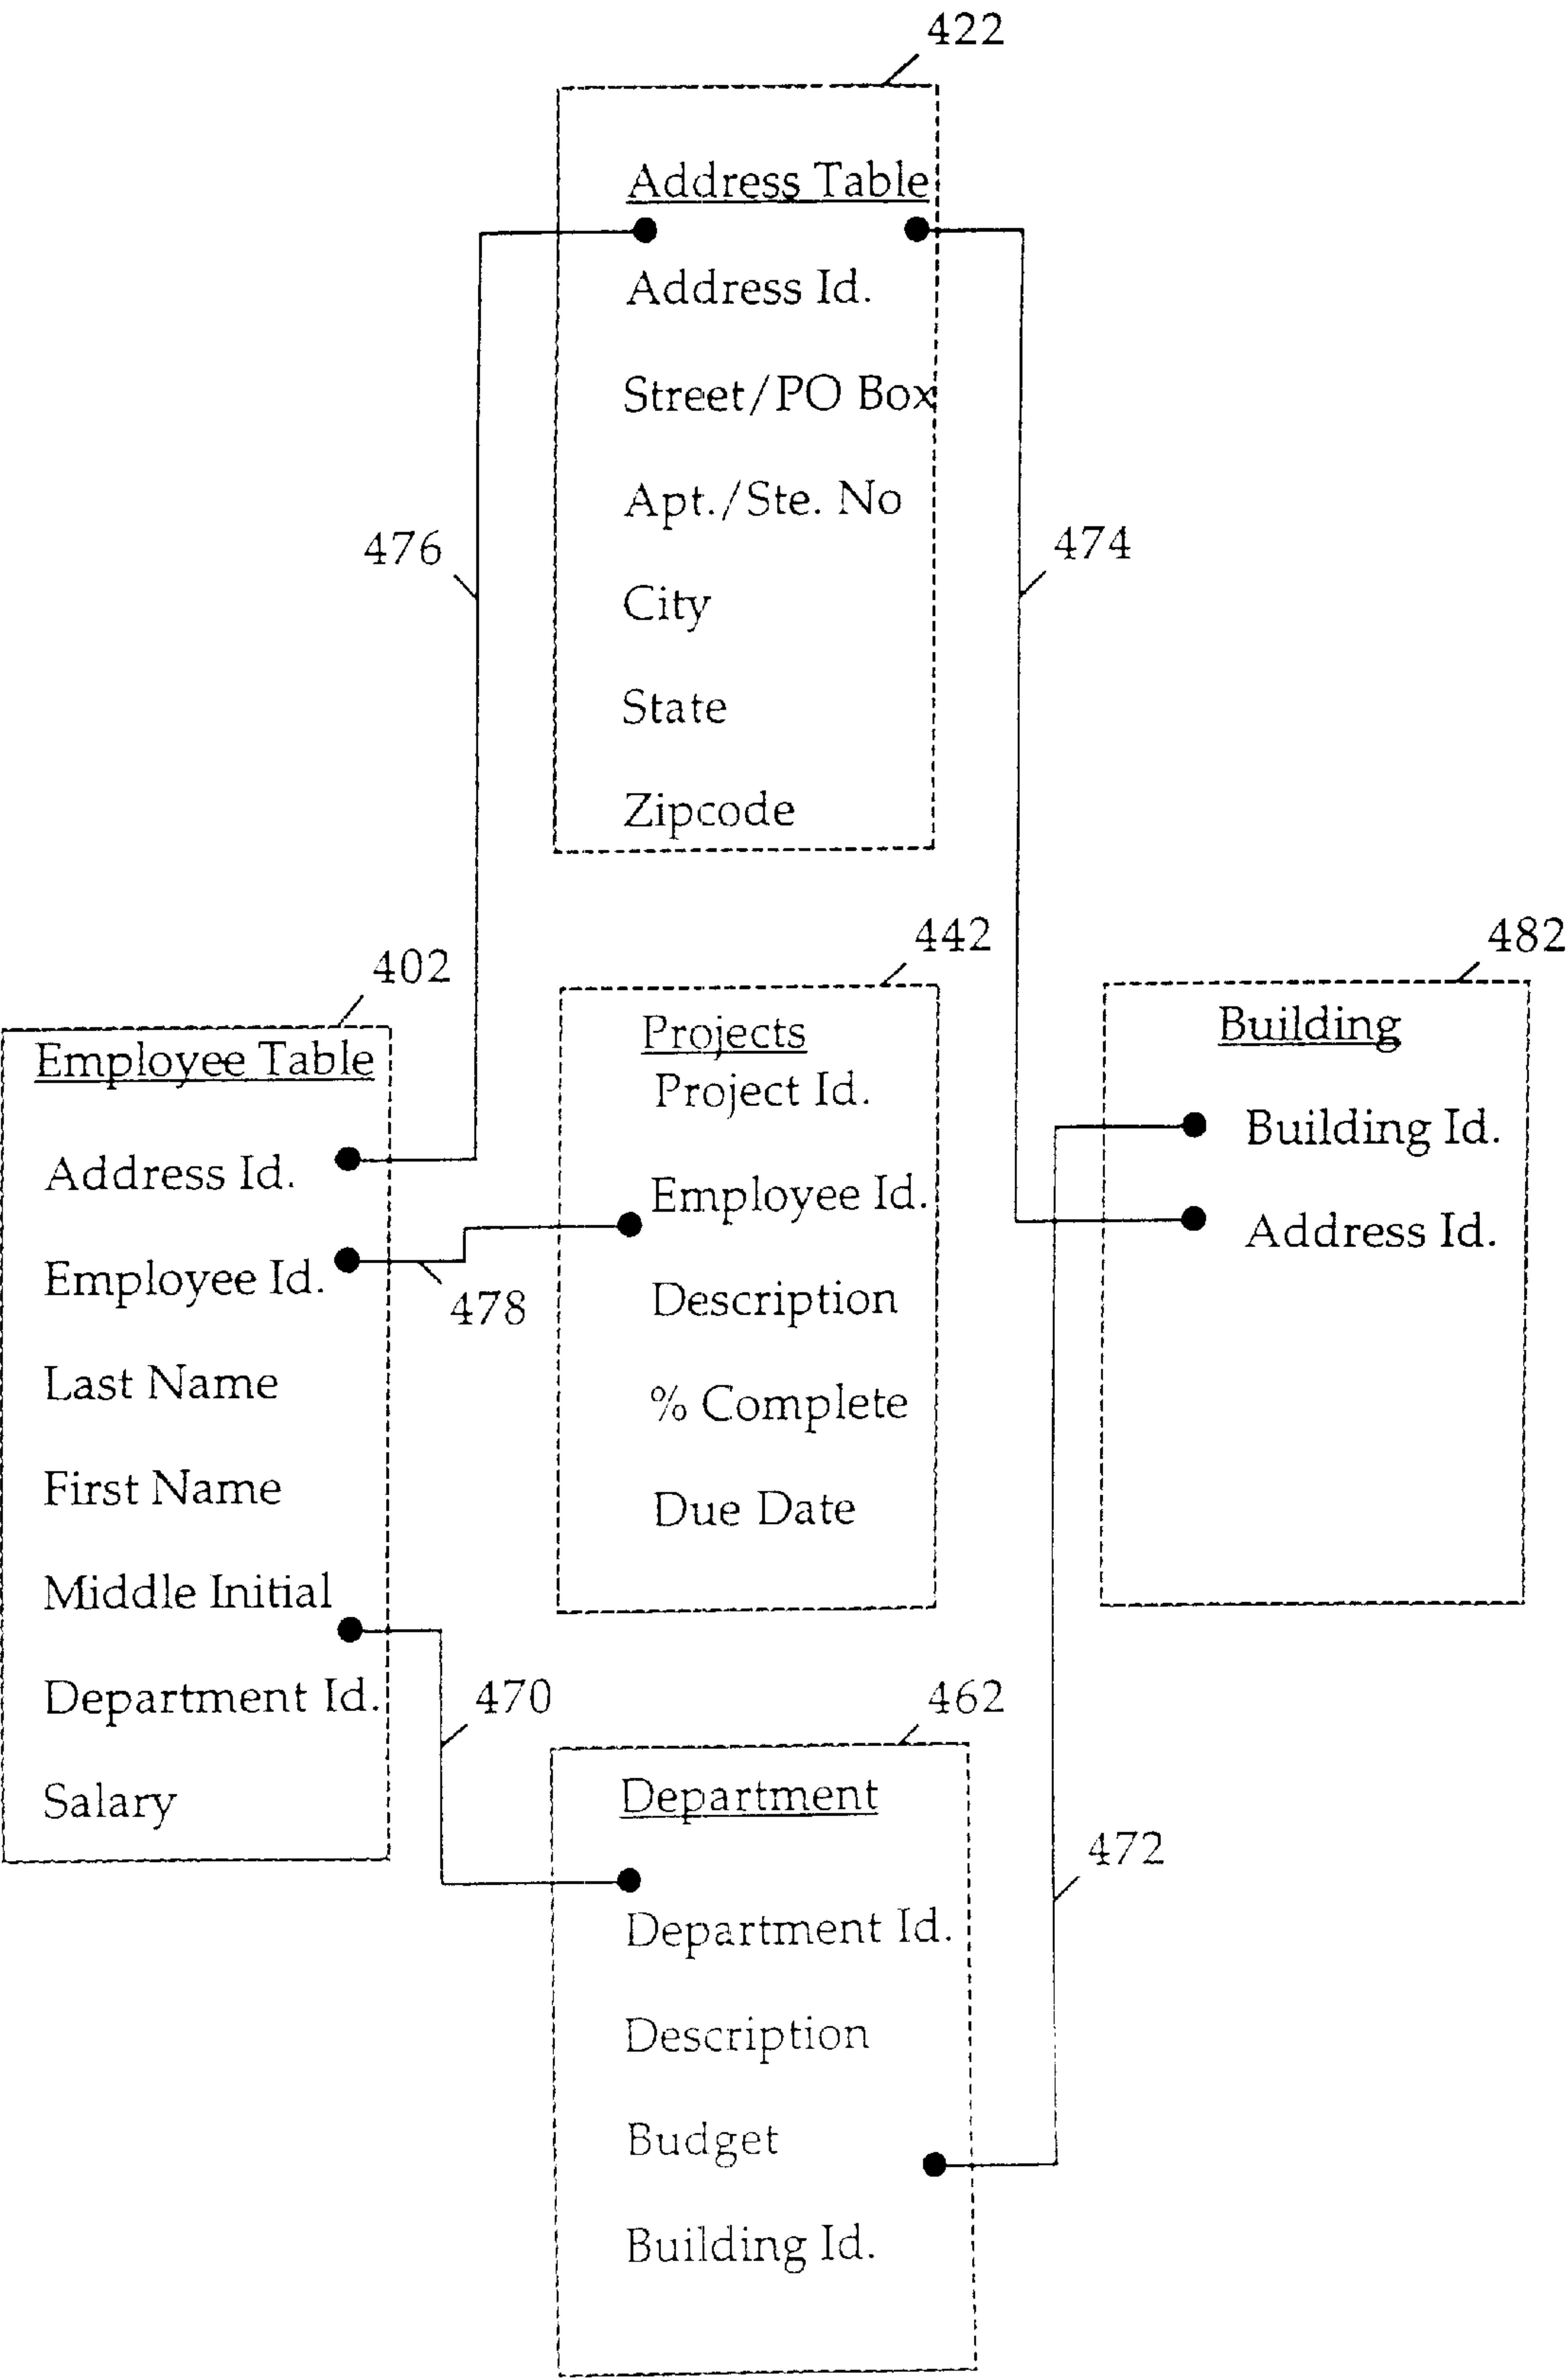 422
Address Table
Address Id.
Street/PO Box
Apt./Ste. No
City
State
Zipcode
476
474
402
Employee Table
Address Id.
Employee Id.
Last Name
First Name
Middle Initial
Department Id.
Salary
478
442
Projects
Project Id.
Employee Id.
Description
% Complete
Due Date
482
Building
Building Id.
Address Id.
470
462
Department
Department Id.
Description
Budget
Building Id.
472